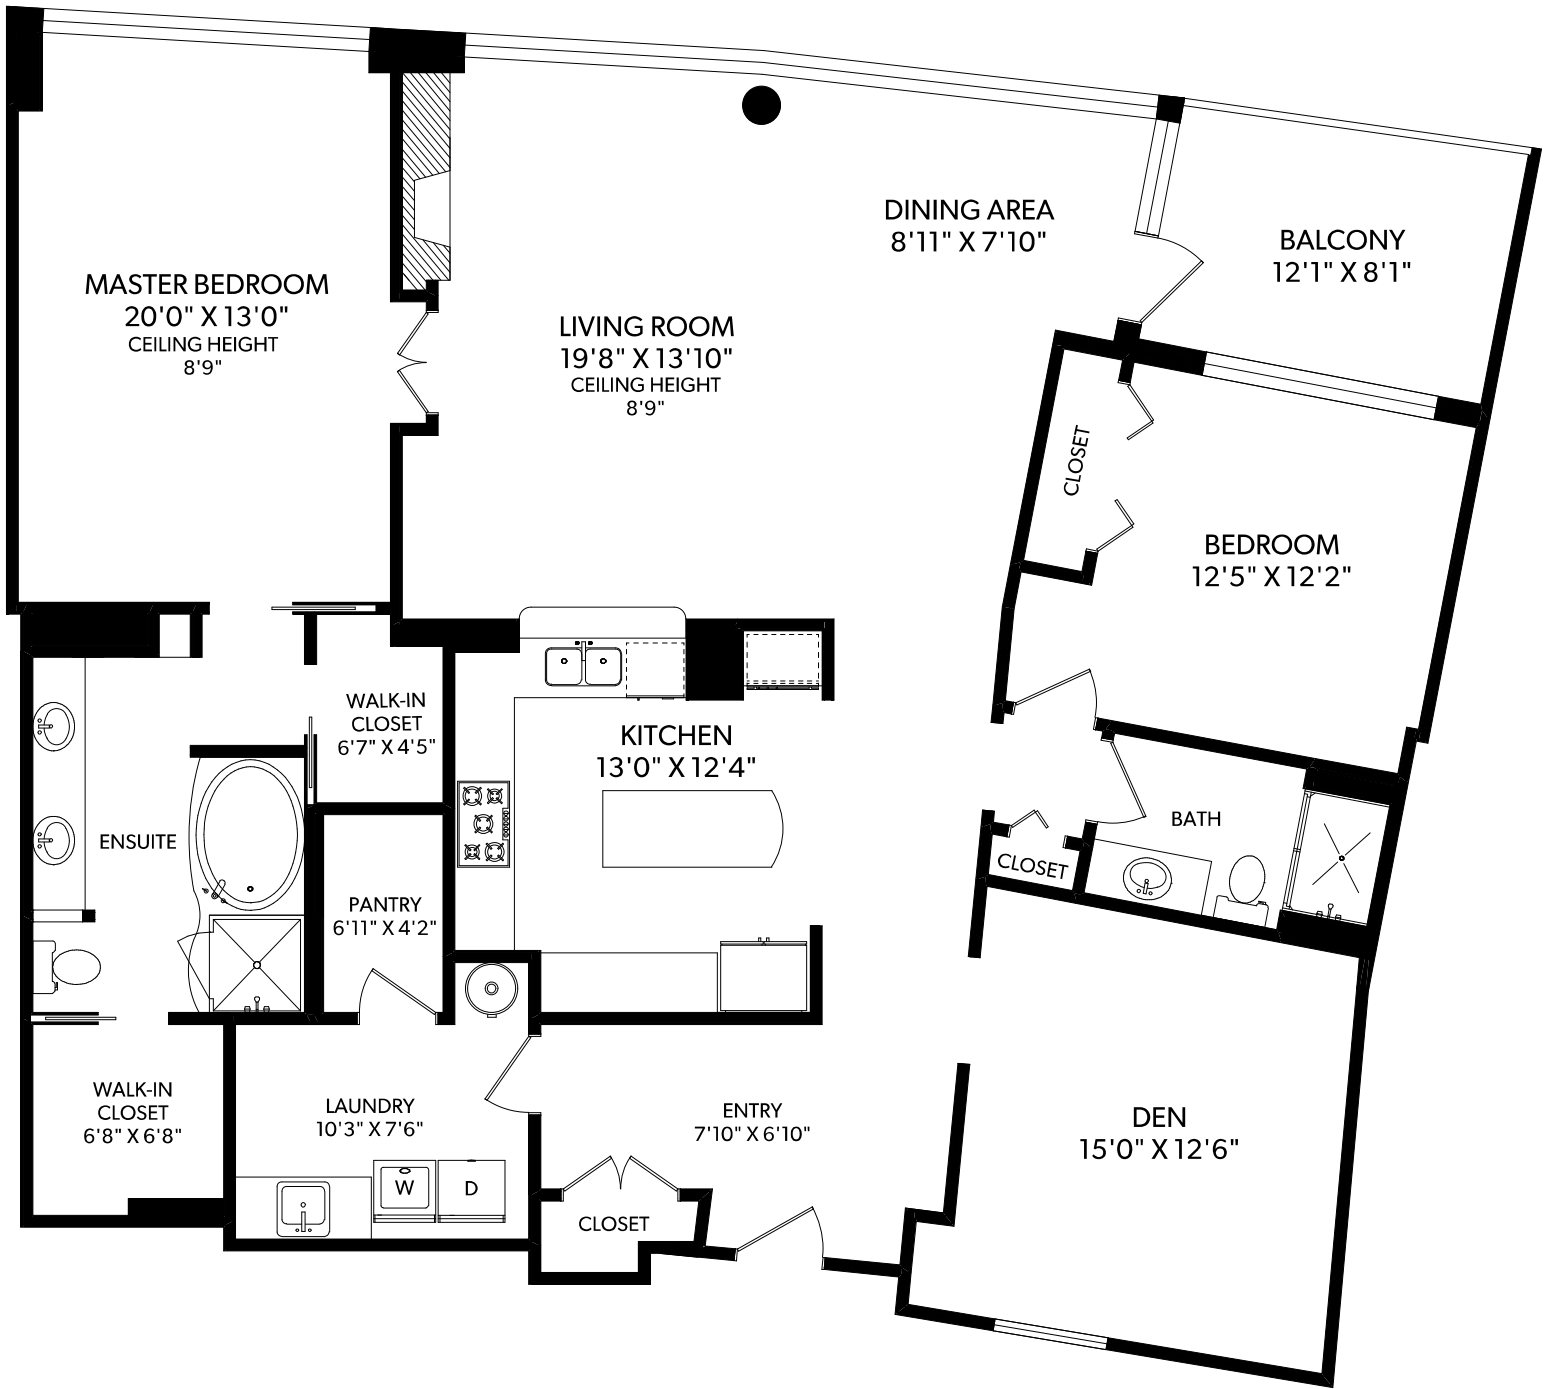 DINING AREA
8'11" X 7'10"
BALCONY
12'1" X 8'1"
MASTER BEDROOM
20'0" X 13'0"
CEILING HEIGHT
8'9"
LIVING ROOM
19'8" X 13'10"
CEILING HEIGHT
8'9"
CLOSET
BEDROOM
12'5" X 12'2"
WALK-IN
CLOSET
6'7" X 4'5"
KITCHEN
13'0" X 12'4"
ENSUITE
BATH
CLOSET
PANTRY
6'11" X 4'2"
WALK-IN
CLOSET
6'8" X 6'8"
LAUNDRY
10'3" X 7'6"
ENTRY
7'10" X 6'10"
DEN
15'0" X 12'6"
W
D
CLOSET